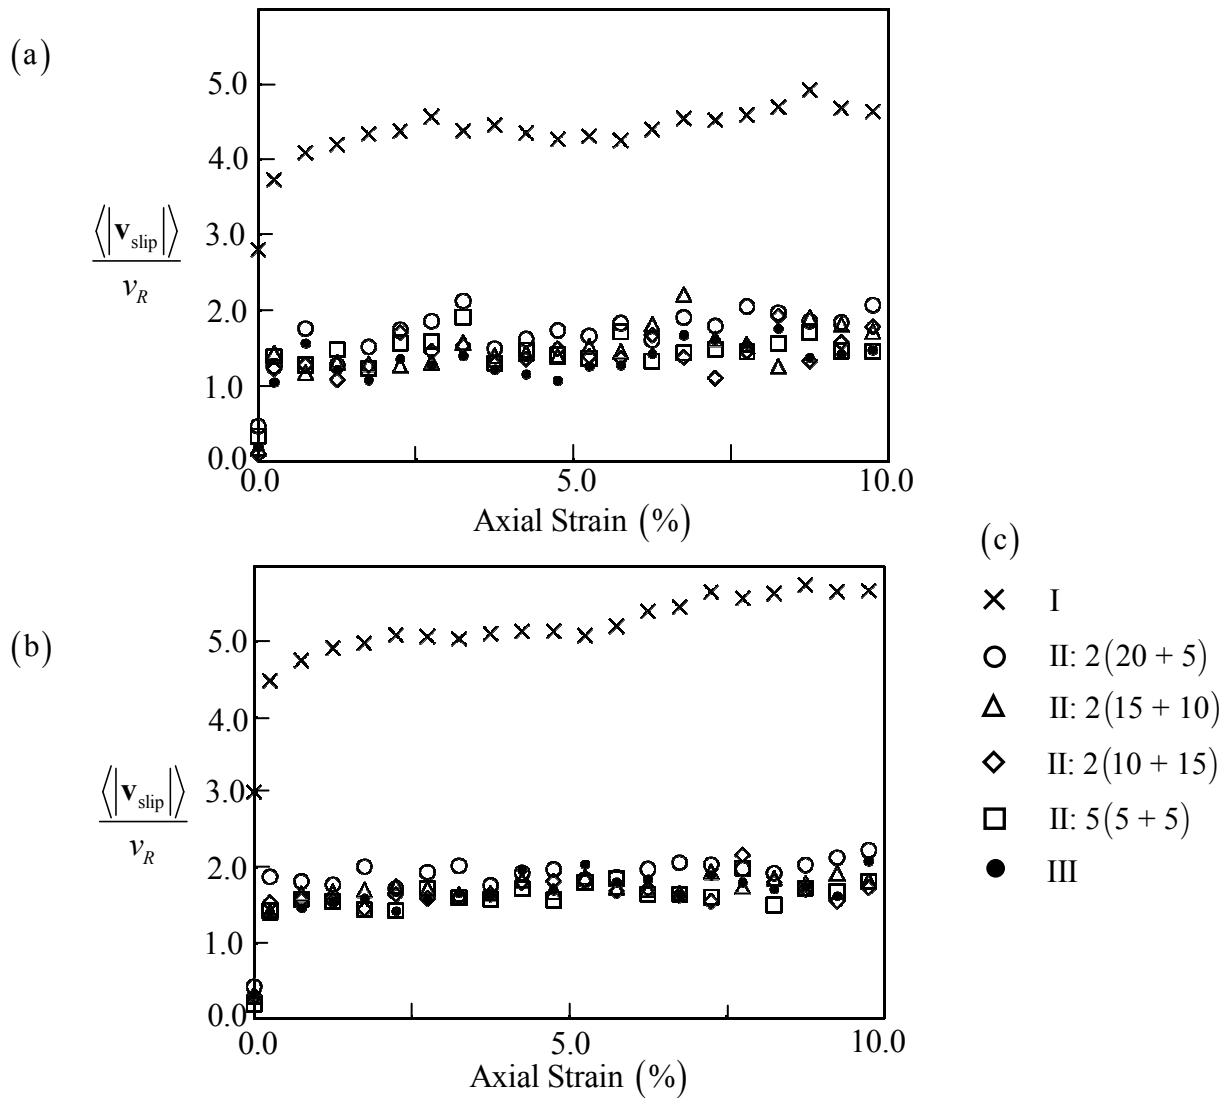 (a)
5.0
4.0
3.0
2.0
1.0
0.0
⟨|v_slip|⟩
v_R
0.0 5.0 10.0
Axial Strain (%)
(b)
5.0
4.0
3.0
2.0
1.0
0.0
⟨|v_slip|⟩
v_R
0.0 5.0 10.0
Axial Strain (%)
(c)
I
II: 2(20 + 5)
II: 2(15 + 10)
II: 2(10 + 15)
II: 5(5 + 5)
III